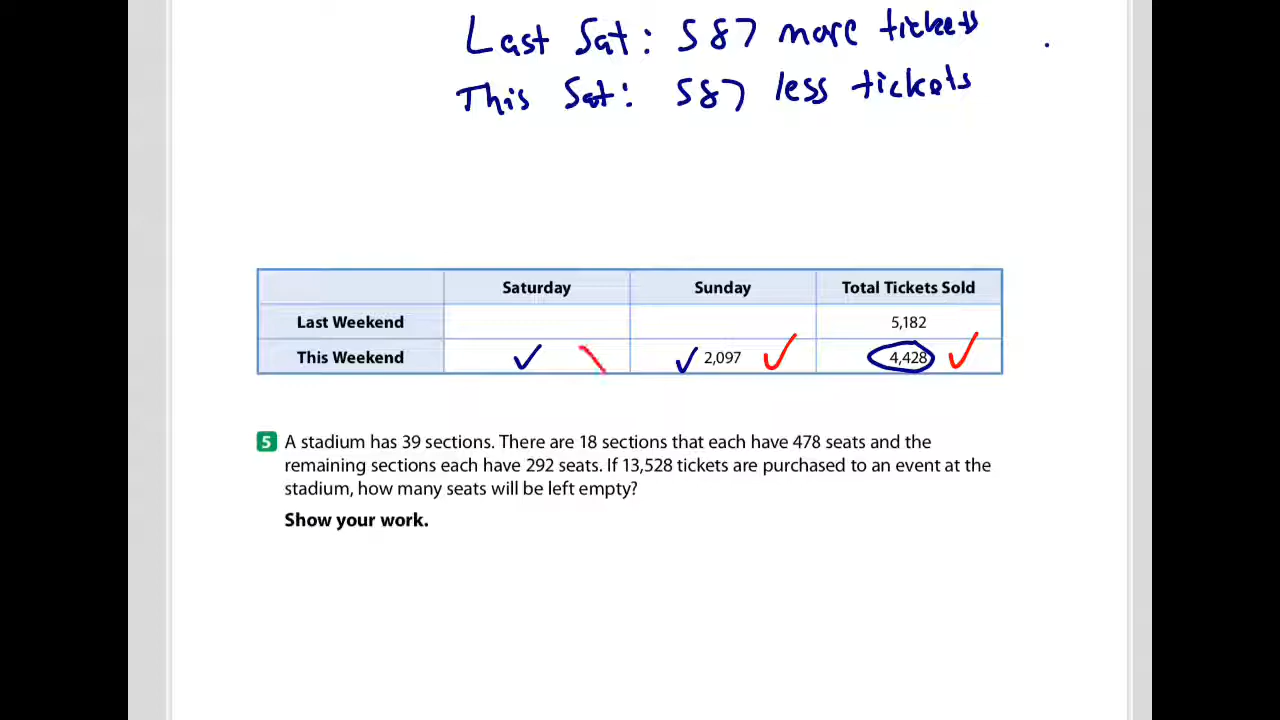 Last Sat: 587 more tickets
This Sat: 587 less tickets
Saturday Sunday Total Tickets Sold
Last Weekend 5,182
This Weekend 2,097 4,428
5 A stadium has 39 sections. There are 18 sections that each have 478 seats and the
remaining sections each have 292 seats. If 13,528 tickets are purchased to an event at the
stadium, how many seats will be left empty?
Show your work.